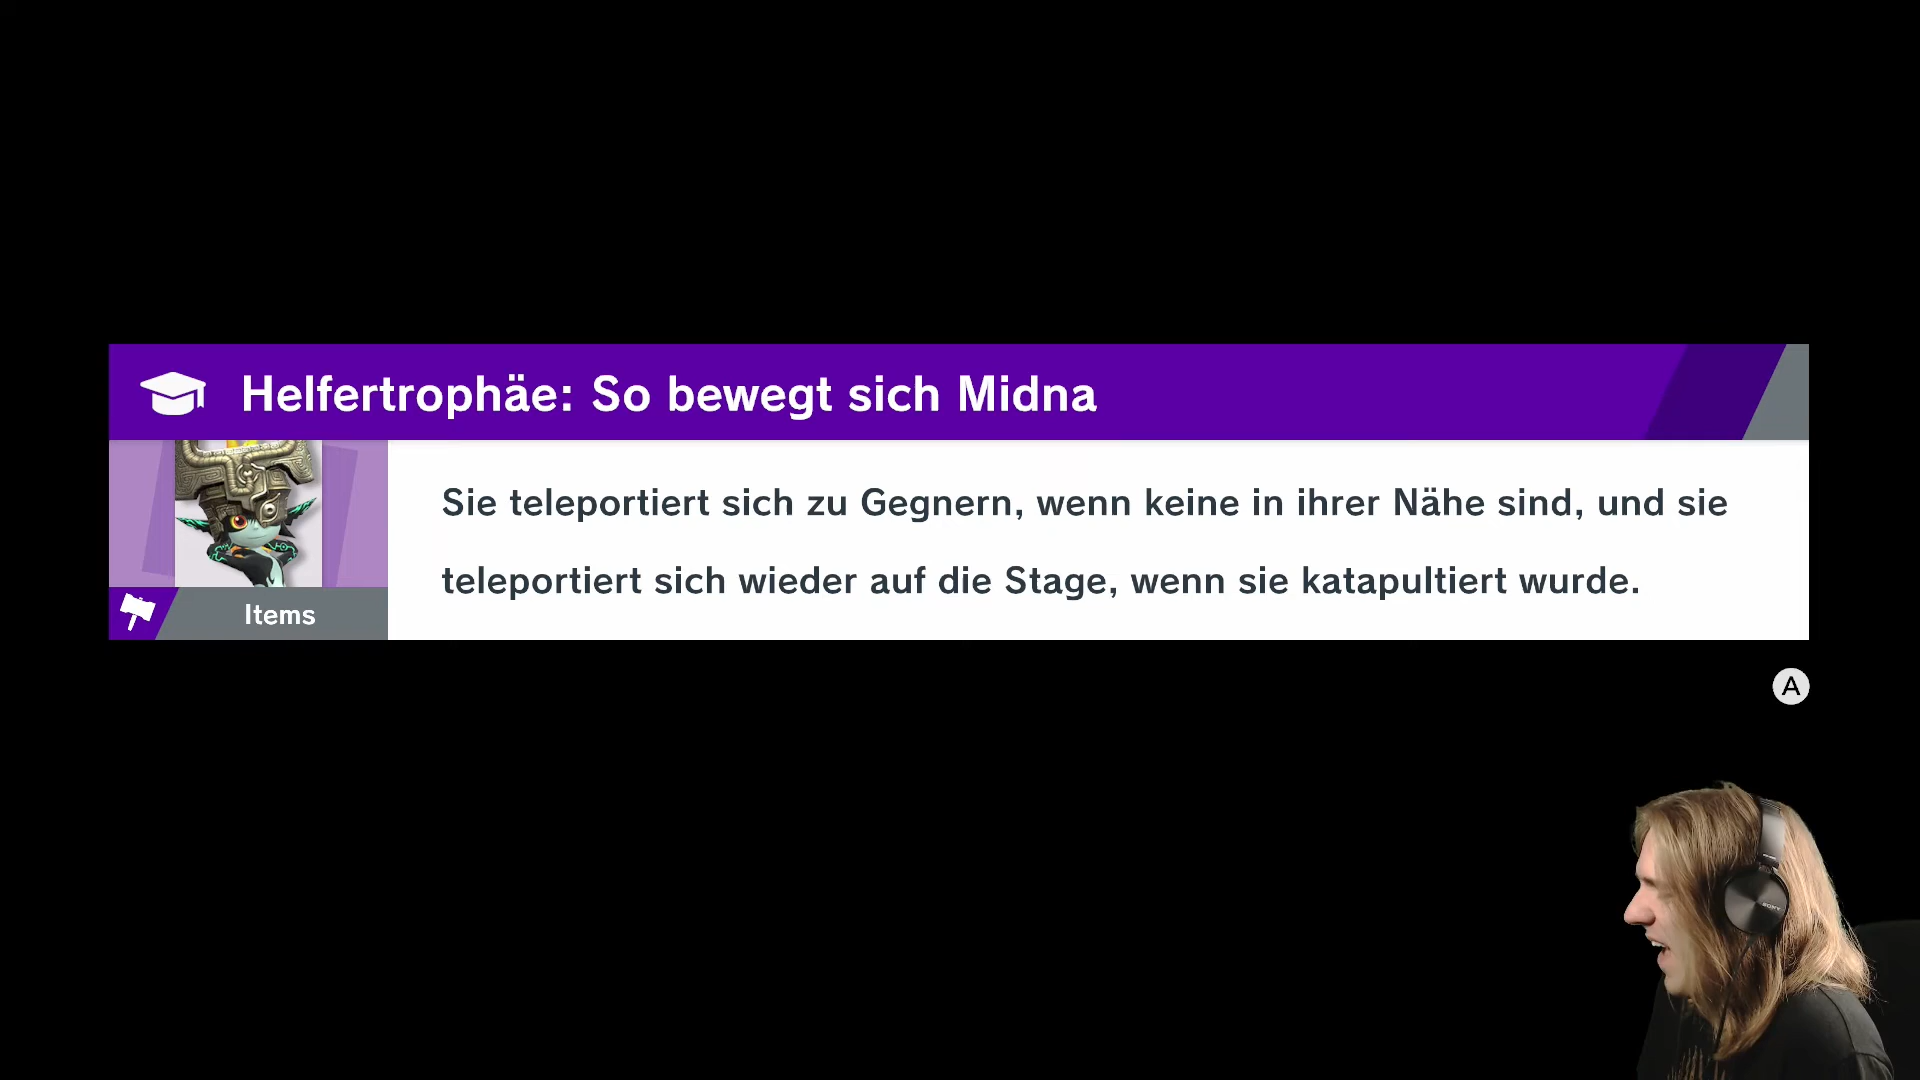 Helfertrophäe: So bewegt sich Midna
Sie teleportiert sich zu Gegnern, wenn keine in ihrer Nähe sind, und sie
teleportiert sich wieder auf die Stage, wenn sie katapultiert wurde.
Items
A
SONY